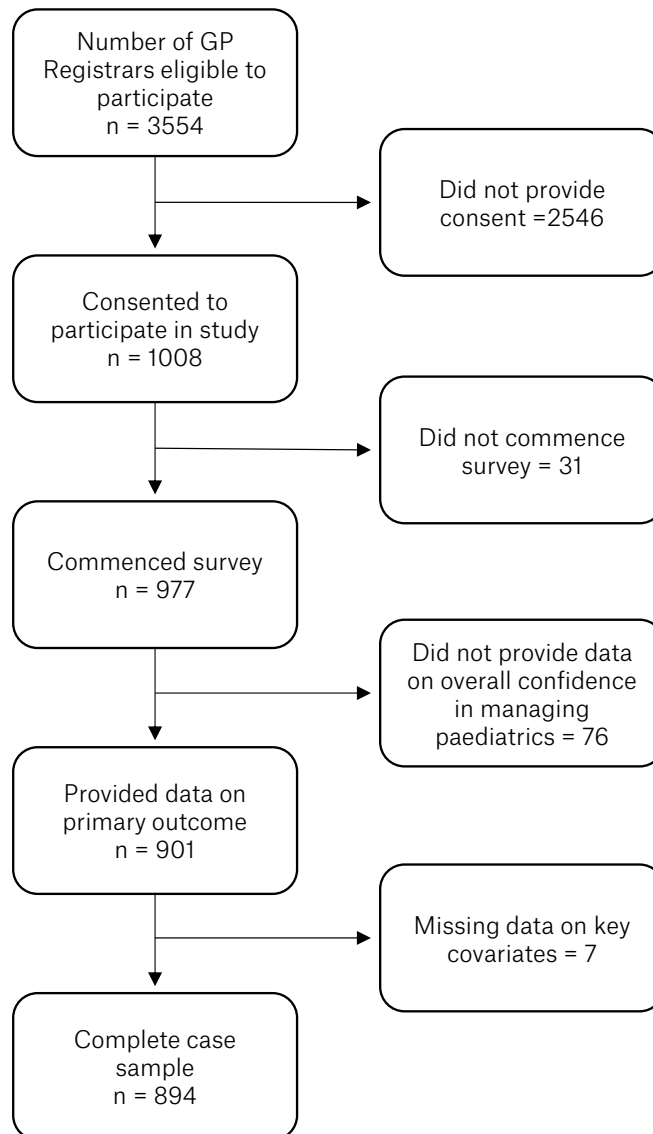 Number of GP
Registrars eligible to
participate
n = 3554
Did not provide
consent =2546
Consented to
participate in study
n = 1008
Did not commence
survey = 31
Commenced survey
n = 977
Did not provide data
on overall confidence
in managing
paediatrics = 76
Provided data on
primary outcome
n = 901
Missing data on key
covariates = 7
Complete case
sample
n = 894